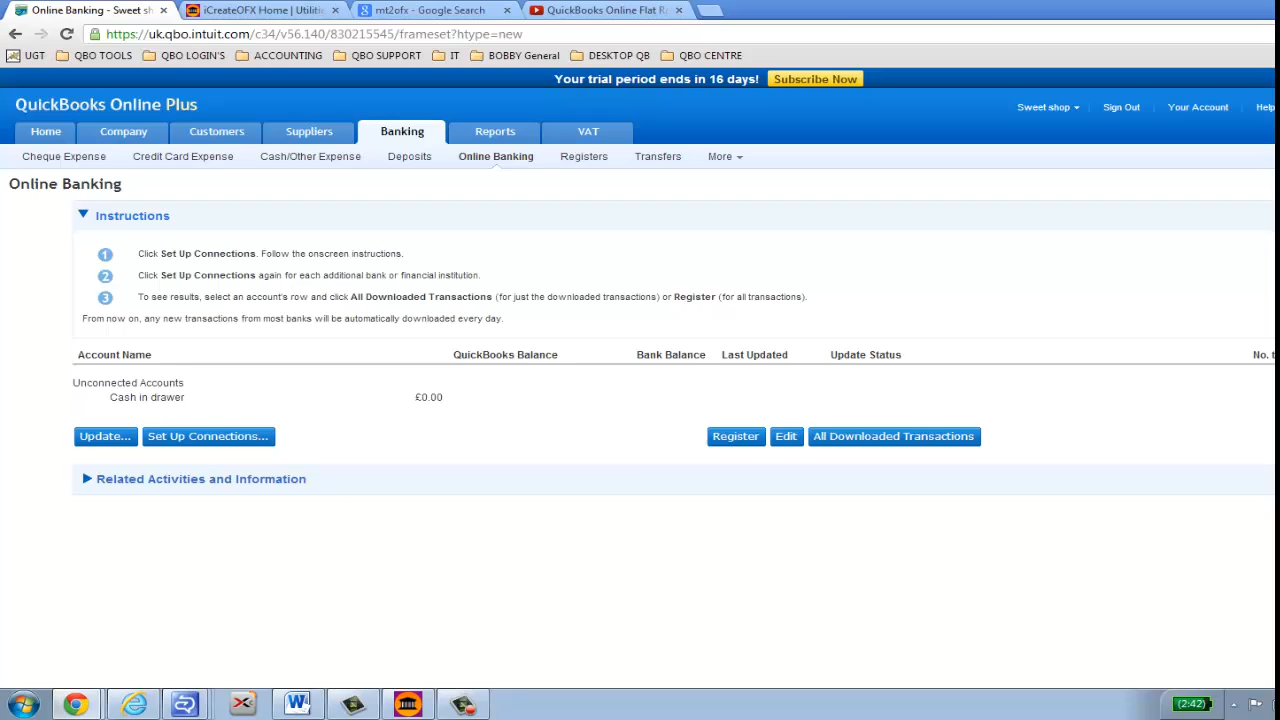 Online Banking - Sweet sh
iCreateOFX Home | Utilitie
mt2ofx - Google Search
QuickBooks Online Flat Ra
https://uk.qbo.intuit.com/c34/v56.140/830215545/frameset?htype=new
UGT QBO TOOLS QBO LOGIN'S ACCOUNTING QBO SUPPORT IT BOBBY General DESKTOP QB QBO CENTRE
Your trial period ends in 16 days! Subscribe Now
QuickBooks Online Plus
Sweet shop Sign Out Your Account Help
Home Company Customers Suppliers Banking Reports VAT
Cheque Expense Credit Card Expense Cash/Other Expense Deposits Online Banking Registers Transfers More
Online Banking
Instructions
1 Click Set Up Connections. Follow the onscreen instructions.
2 Click Set Up Connections again for each additional bank or financial institution.
3 To see results, select an account's row and click All Downloaded Transactions (for just the downloaded transactions) or Register (for all transactions).
From now on, any new transactions from most banks will be automatically downloaded every day.
Account Name QuickBooks Balance Bank Balance Last Updated Update Status No. t
Unconnected Accounts
Cash in drawer £0.00
Update... Set Up Connections... Register Edit All Downloaded Transactions
Related Activities and Information
(2:42)